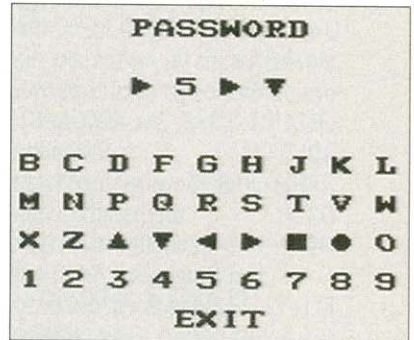 PASSWORD
▶ 5 ▶ ▼
B C D F G H J K L
M N P Q R S T V W
X Z ▲ ▼ ◀ ▶ ■ ● 0
1 2 3 4 5 6 7 8 9
EXIT